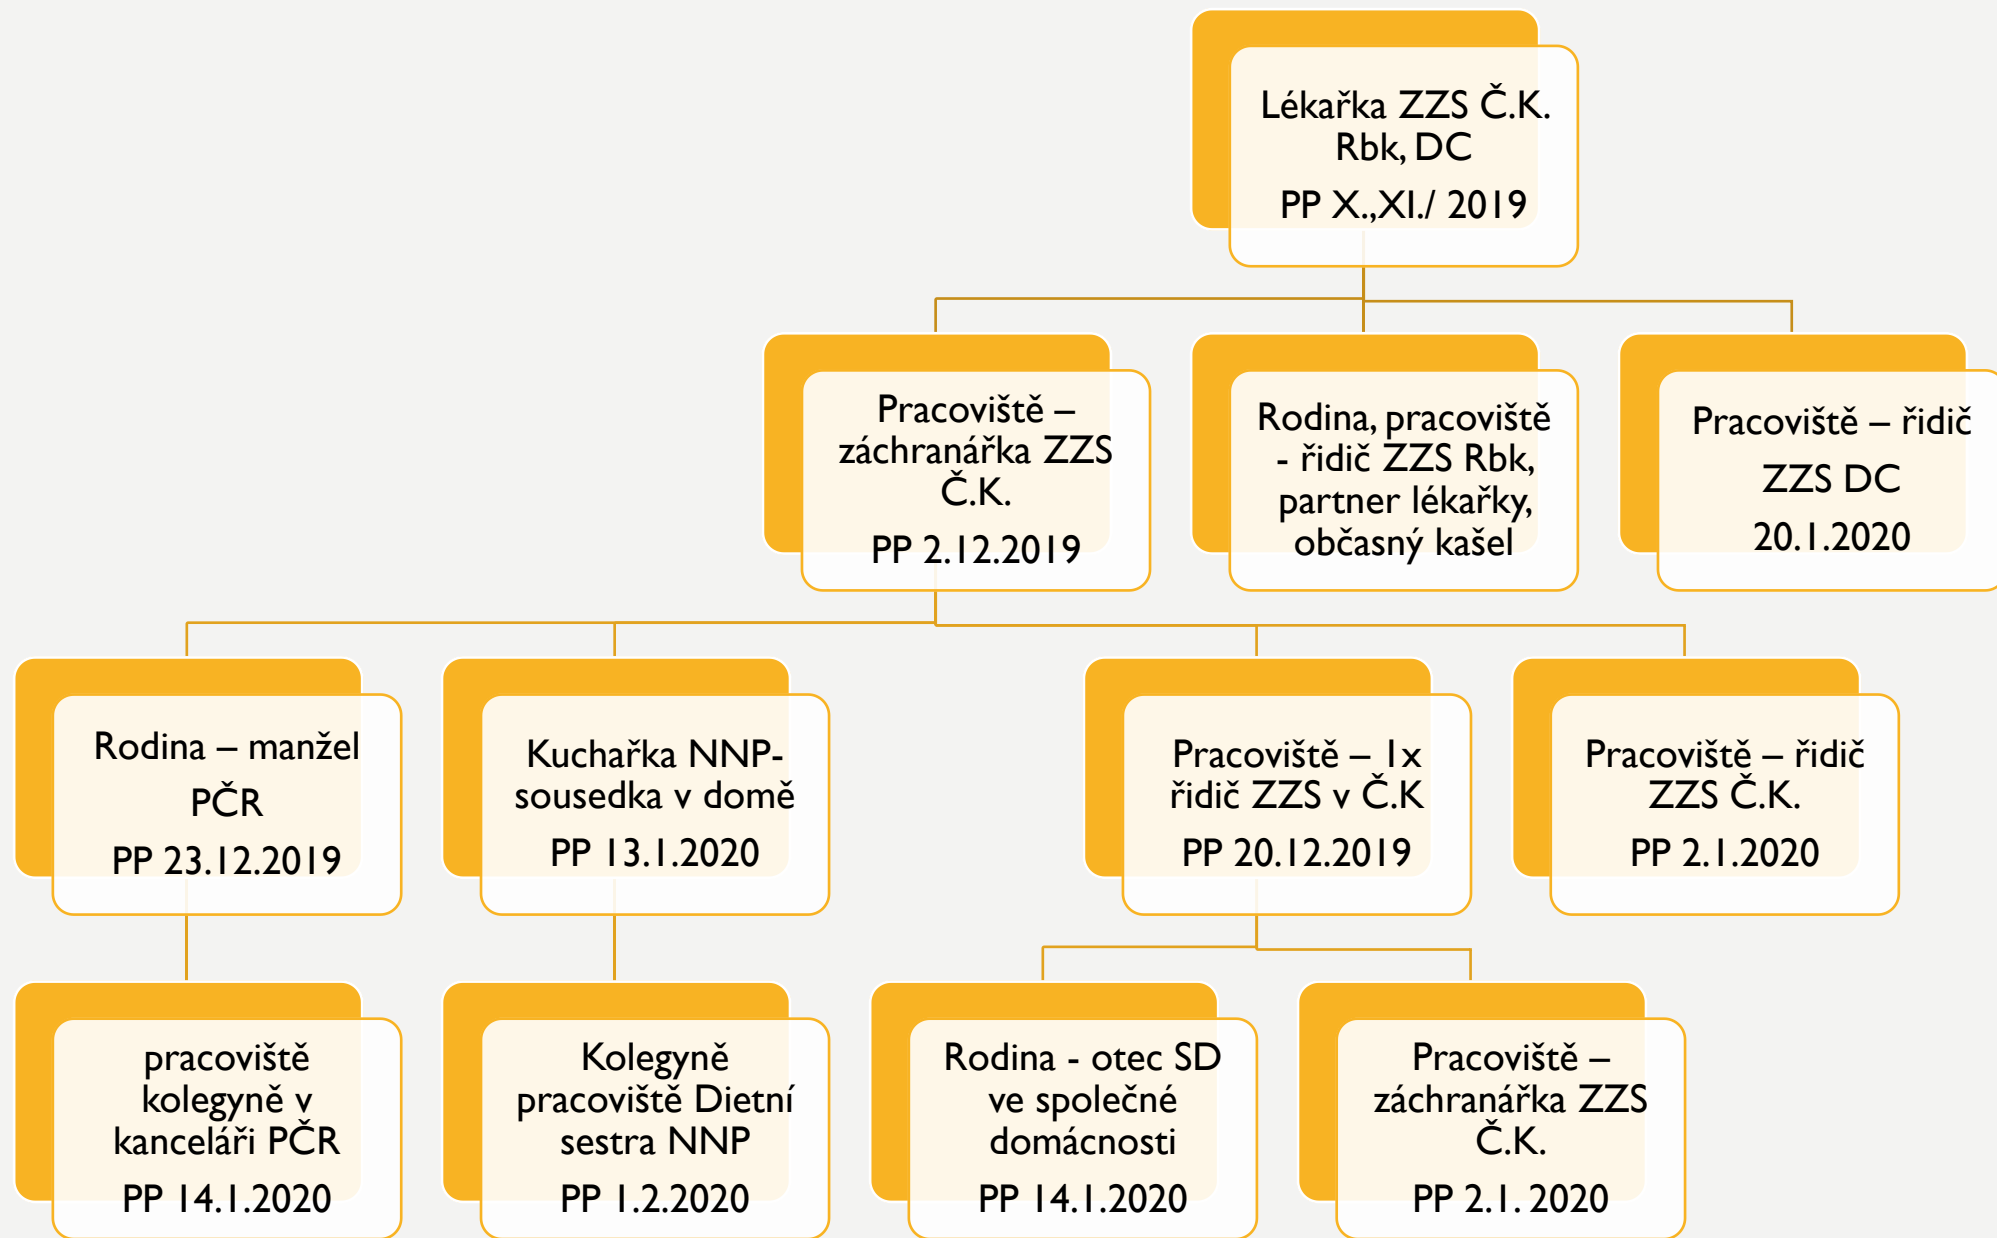 Lékařka ZZS Č.K.
Rbk, DC
PP X.,XI./ 2019
Pracoviště –
záchranářka ZZS
Č.K.
PP 2.12.2019
Rodina, pracoviště
- řidič ZZS Rbk,
partner lékařky,
občasný kašel
Pracoviště – řidič
ZZS DC
20.1.2020
Rodina – manžel
PČR
PP 23.12.2019
Kuchařka NNP-
sousedka v domě
PP 13.1.2020
Pracoviště – 1x
řidič ZZS v Č.K
PP 20.12.2019
Pracoviště – řidič
ZZS Č.K.
PP 2.1.2020
pracoviště
kolegyně v
kanceláři PČR
PP 14.1.2020
Kolegyně
pracoviště Dietní
sestra NNP
PP 1.2.2020
Rodina - otec SD
ve společné
domácnosti
PP 14.1.2020
Pracoviště –
záchranářka ZZS
Č.K.
PP 2.1. 2020